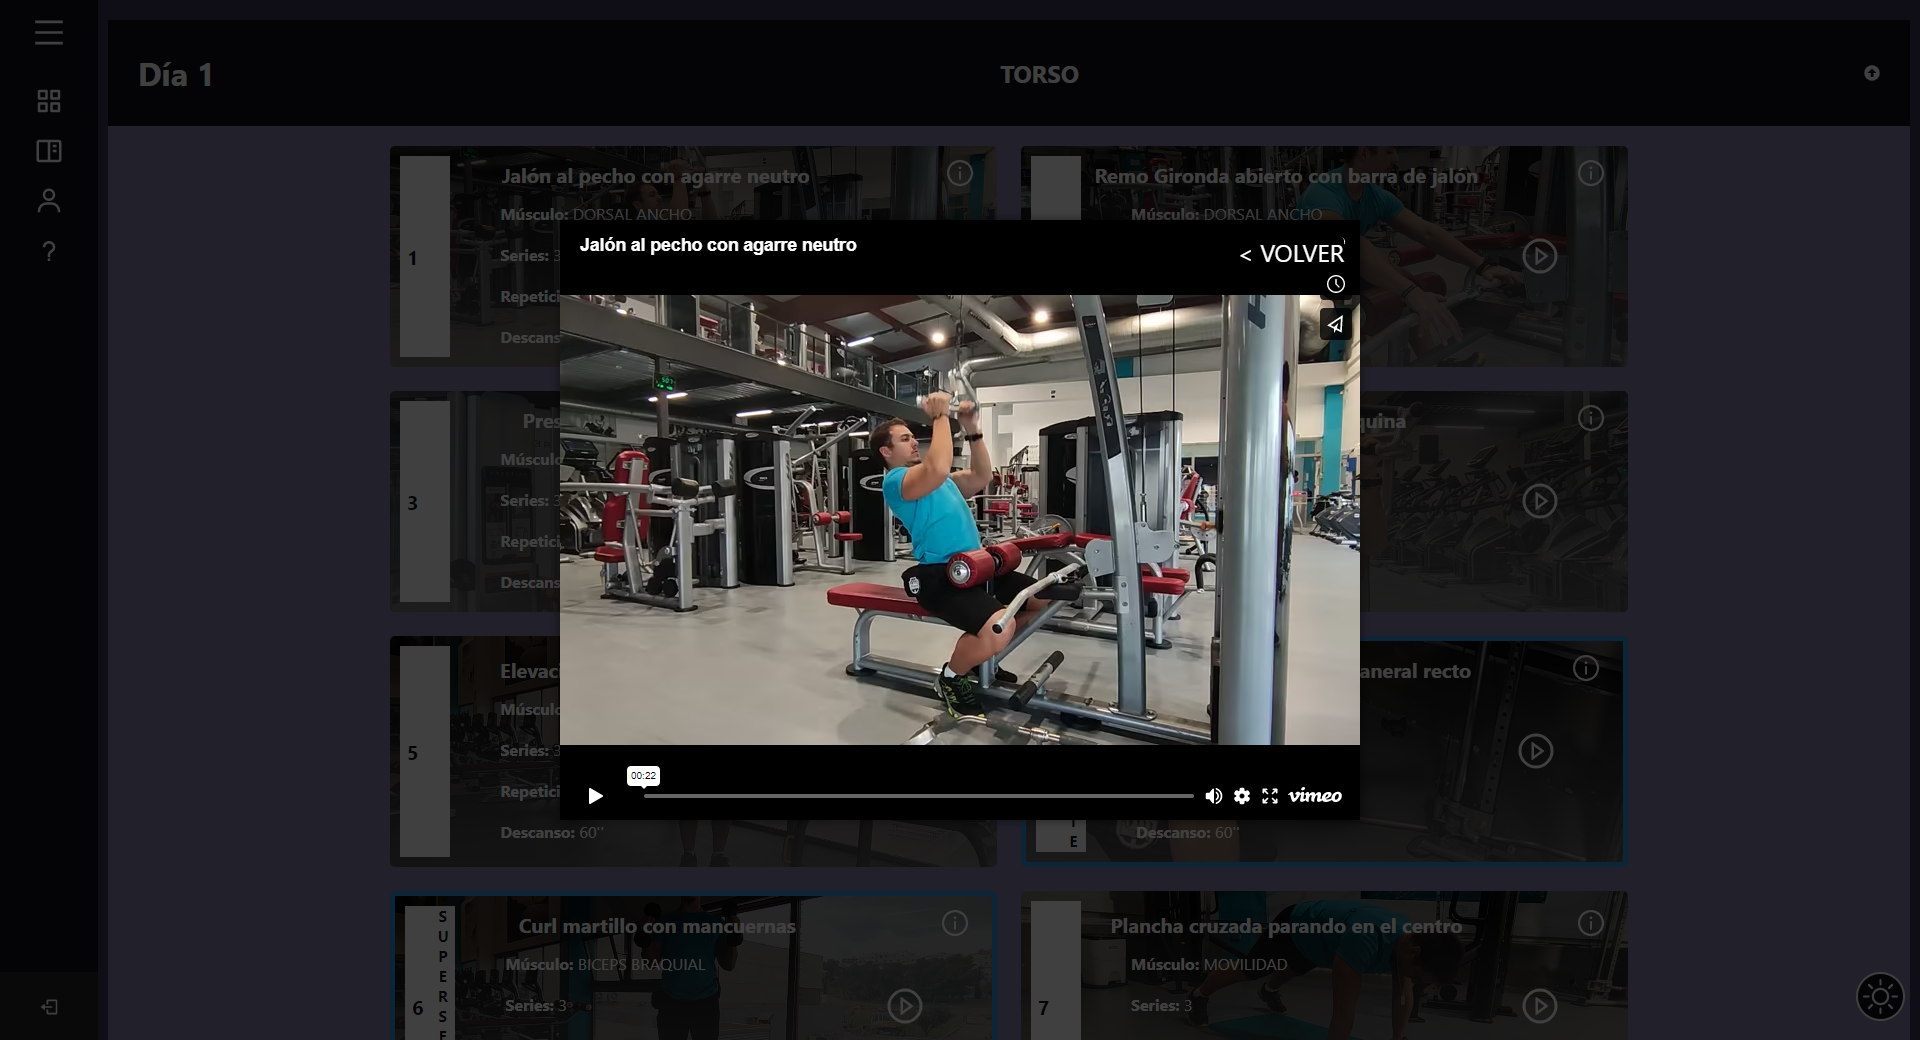 Día 1
TORSO
1
Jalón al pecho con agarre neutro
Músculo: DORSAL ANCHO
Series: 3
Repetici
Descans
Remo Gironda abierto con barra de jalón
Músculo: DORSAL ANCHO
Jalón al pecho con agarre neutro
< VOLVER
3
Pres
Músculo
Series: 3
Repetici
Descans
quina
5
Elevac
Músculo
Series: 3
Repetici
Descanso: 60''
aneral recto
T
E
Descanso: 60''
00:22
vimeo
6
S
U
P
E
R
S
E
Curl martillo con mancuernas
Músculo: BICEPS BRAQUIAL
Series: 3
7
Plancha cruzada parando en el centro
Músculo: MOVILIDAD
Series: 3